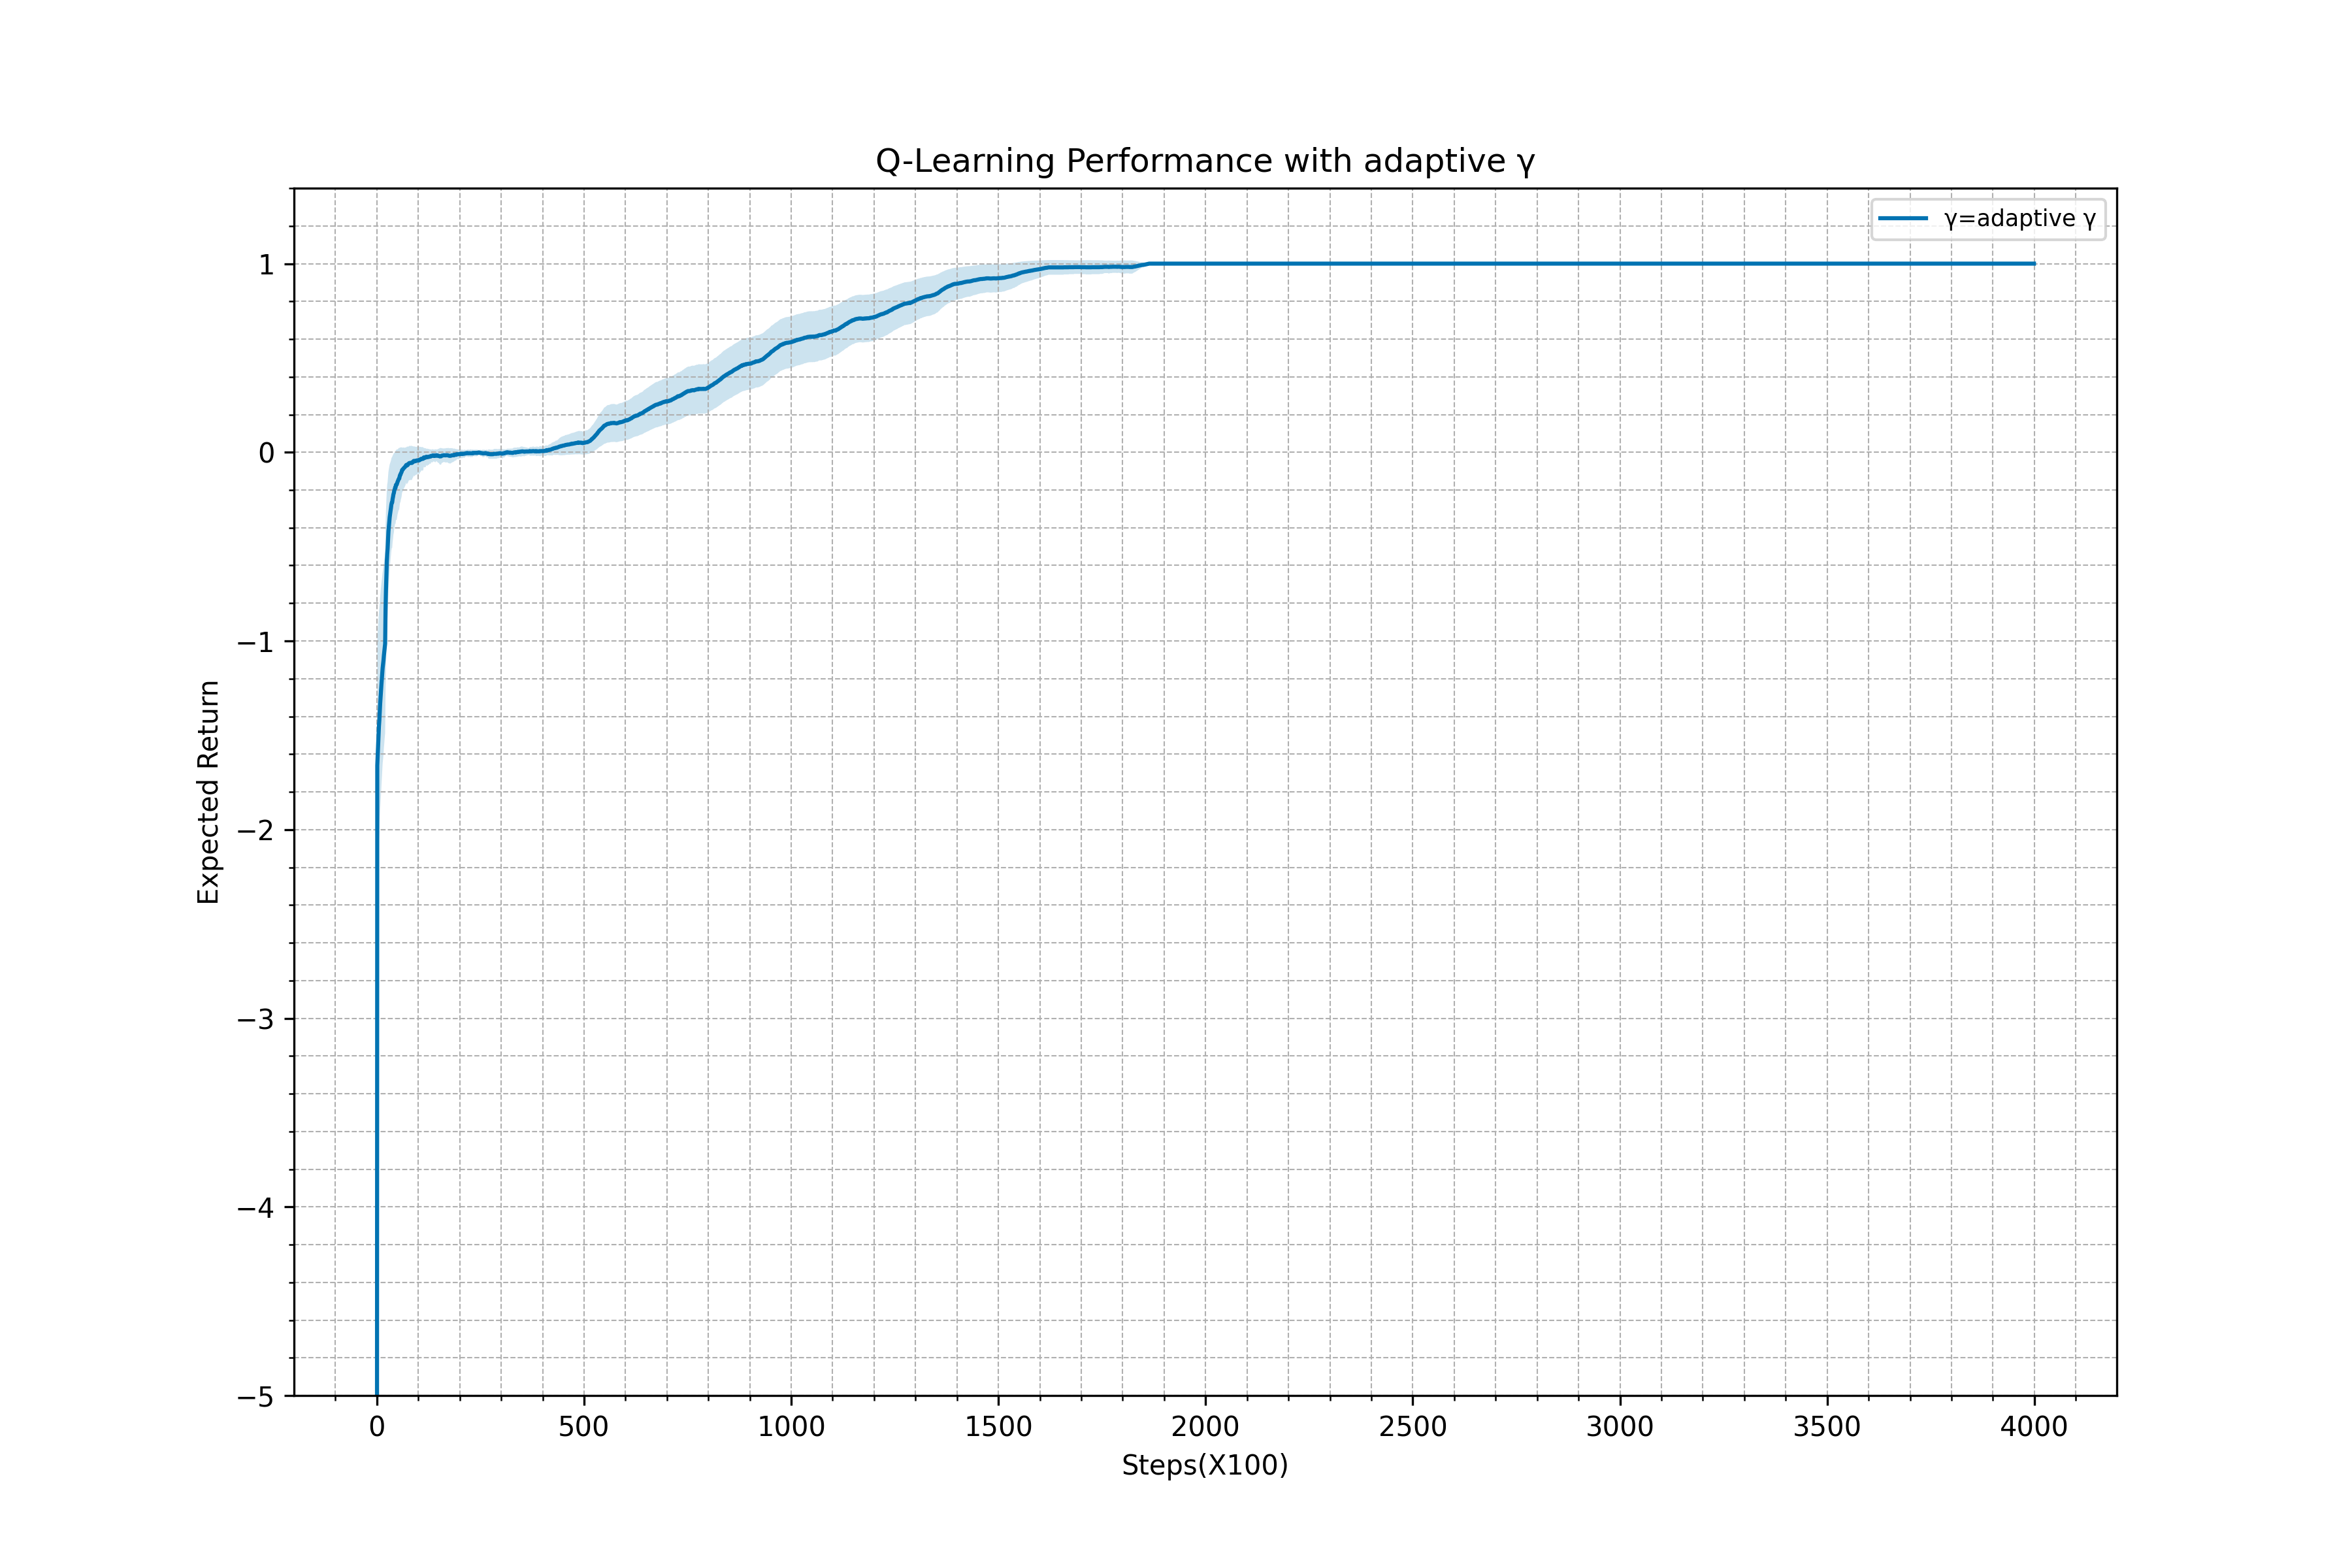 Q-Learning Performance with adaptive γ
γ=adaptive γ
1
0
−1
−2
−3
−4
−5
Expected Return
0 500 1000 1500 2000 2500 3000 3500 4000
Steps(X100)